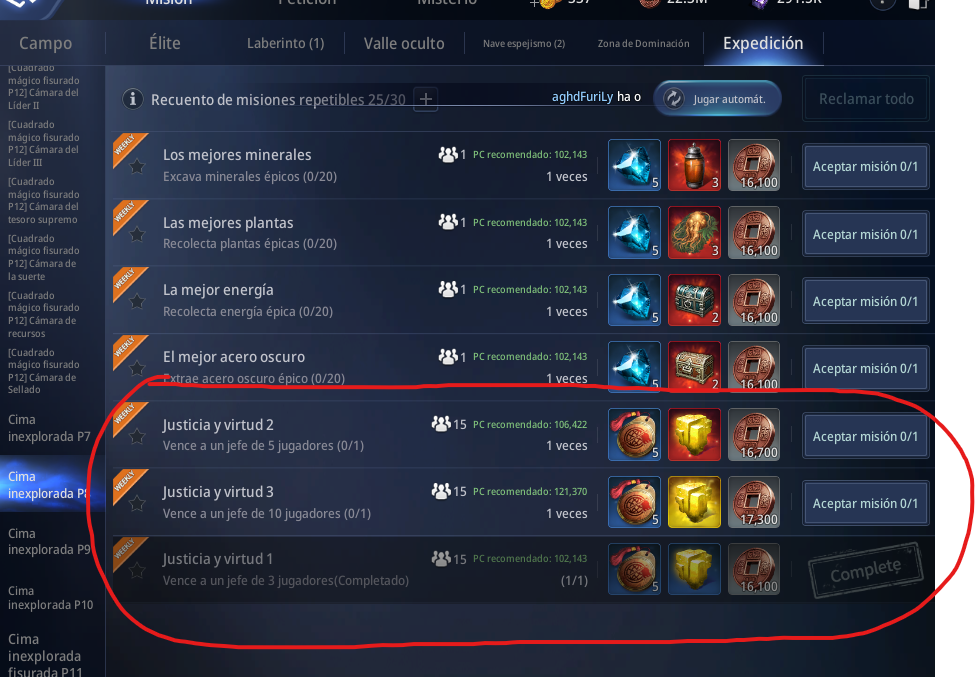 Misión
Petición
Misterio
Campo
Élite
Laberinto (1)
Valle oculto
Nave espejismo (2)
Zona de Dominación
Expedición
[Cuadrado
mágico fisurado
P12] Cámara del
Líder II
[Cuadrado
mágico fisurado
P12] Cámara del
Líder III
[Cuadrado
mágico fisurado
P12] Cámara del
tesoro supremo
[Cuadrado
mágico fisurado
P12] Cámara de
la suerte
[Cuadrado
mágico fisurado
P12] Cámara de
recursos
[Cuadrado
mágico fisurado
P12] Cámara de
Sellado
Cima
inexplorada P7
Cima
inexplorada P8
Cima
inexplorada P9
Cima
inexplorada P10
Cima
inexplorada
fisurada P11
Recuento de misiones repetibles 25/30
aghdFuriLy ha o
Jugar automát.
Reclamar todo
WEEKLY
Los mejores minerales
1 PC recomendado: 102,143
Excava minerales épicos (0/20)
1 veces
5
3
16,100
Aceptar misión 0/1
WEEKLY
Las mejores plantas
1 PC recomendado: 102,143
Recolecta plantas épicas (0/20)
1 veces
5
3
16,100
Aceptar misión 0/1
WEEKLY
La mejor energía
1 PC recomendado: 102,143
Recolecta energía épica (0/20)
1 veces
5
2
16,100
Aceptar misión 0/1
WEEKLY
El mejor acero oscuro
1 PC recomendado: 102,143
Extrae acero oscuro épico (0/20)
1 veces
5
2
16,100
Aceptar misión 0/1
WEEKLY
Justicia y virtud 2
15 PC recomendado: 106,422
Vence a un jefe de 5 jugadores (0/1)
1 veces
5
16,700
Aceptar misión 0/1
WEEKLY
Justicia y virtud 3
15 PC recomendado: 121,370
Vence a un jefe de 10 jugadores (0/1)
1 veces
5
17,300
Aceptar misión 0/1
WEEKLY
Justicia y virtud 1
15 PC recomendado: 102,143
Vence a un jefe de 3 jugadores(Completado)
(1/1)
5
16,100
Complete